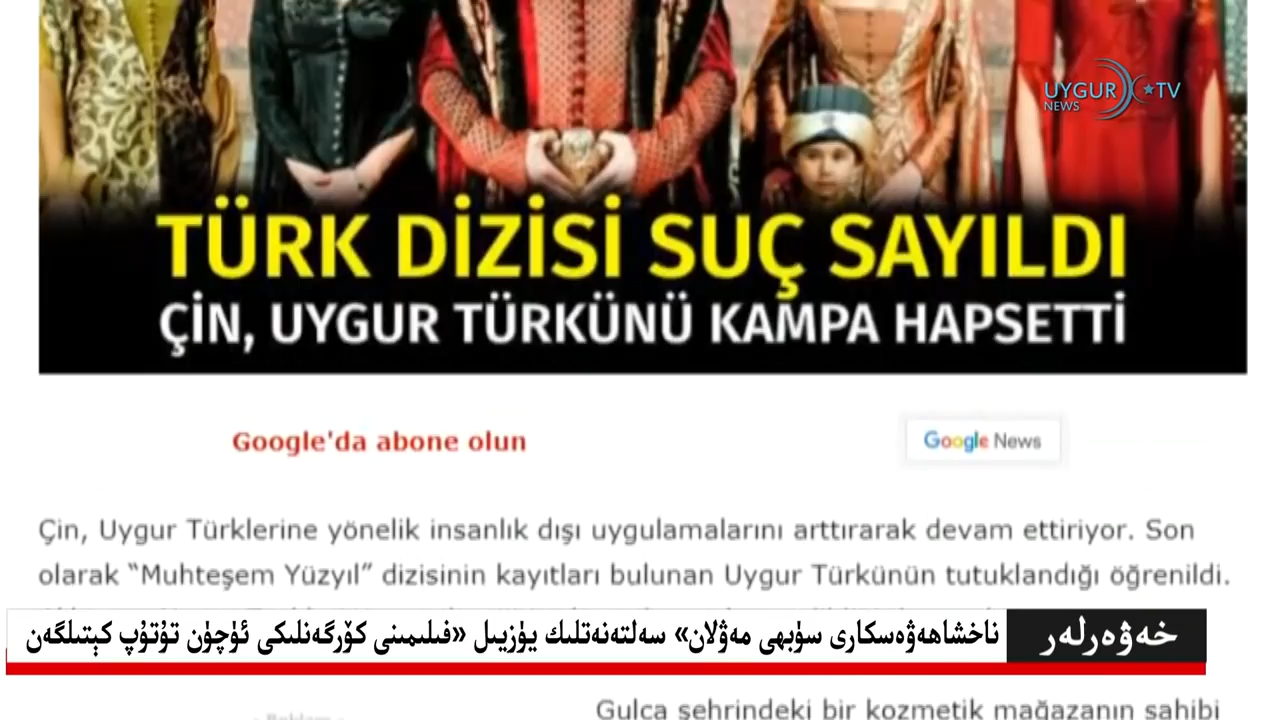 UYGUR TV
NEWS
TÜRK DİZİSİ SUÇ SAYILDI
ÇİN, UYGUR TÜRKÜNÜ KAMPA HAPSETTİ
Google'da abone olun
Google News
Çin, Uygur Türklerine yönelik insanlık dışı uygulamalarını arttırarak devam ettiriyor. Son
olarak “Muhteşem Yüzyıl” dizisinin kayıtları bulunan Uygur Türkünün tutuklandığı öğrenildi.
خەۋەرلەر
ناخشاھەۋەسكارى سۈبھى مەۋلان» سەلتەنەتلىك يۈزيىل «فىلىمىنى كۆرگەنلىكى ئۈچۈن تۇتۇپ كېتىلگەن
Gulca şehrindeki bir kozmetik mağazanın sahibi
- Reklam -